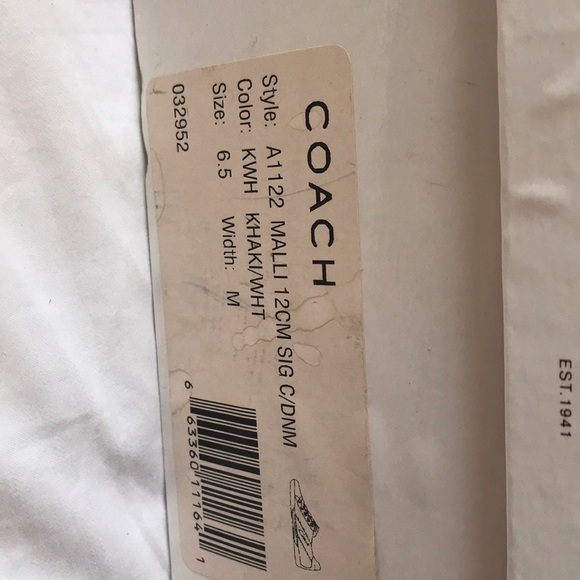 COACH
Style: A1122 MALLI 12CM SIG C/DNM
Color: KWH KHAKI/WHT
Size: 6.5 Width: M
032952
6 63360 11164 1
EST. 1941